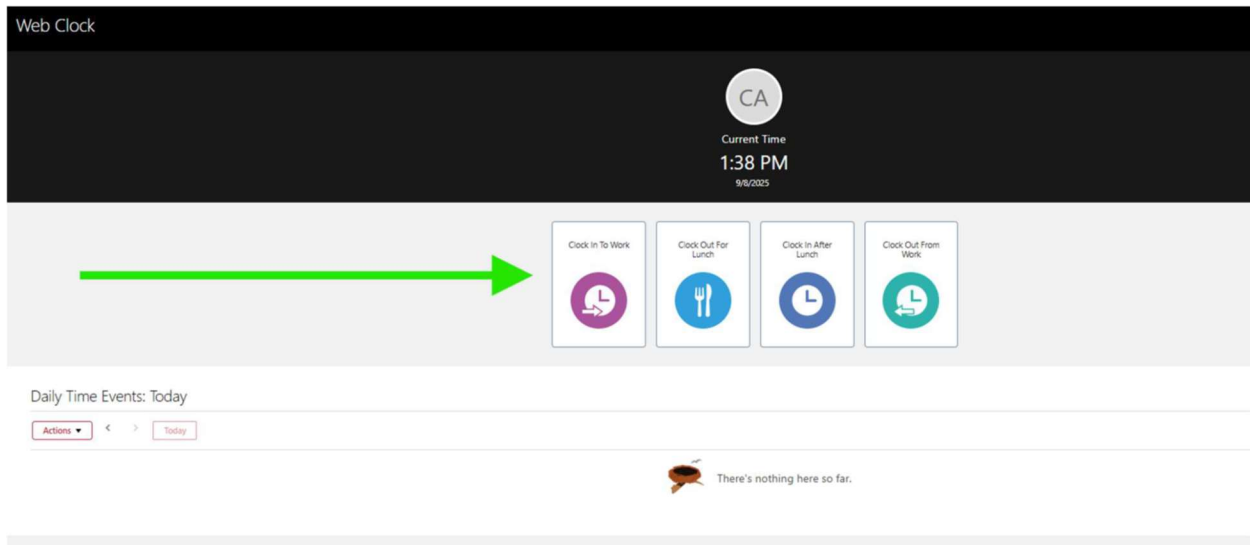 Web Clock
CA
Current Time
1:38 PM
9/8/2025
Clock In To Work
Clock Out For
Lunch
Clock In After
Lunch
Clock Out From
Work
Daily Time Events: Today
Actions
Today
There's nothing here so far.